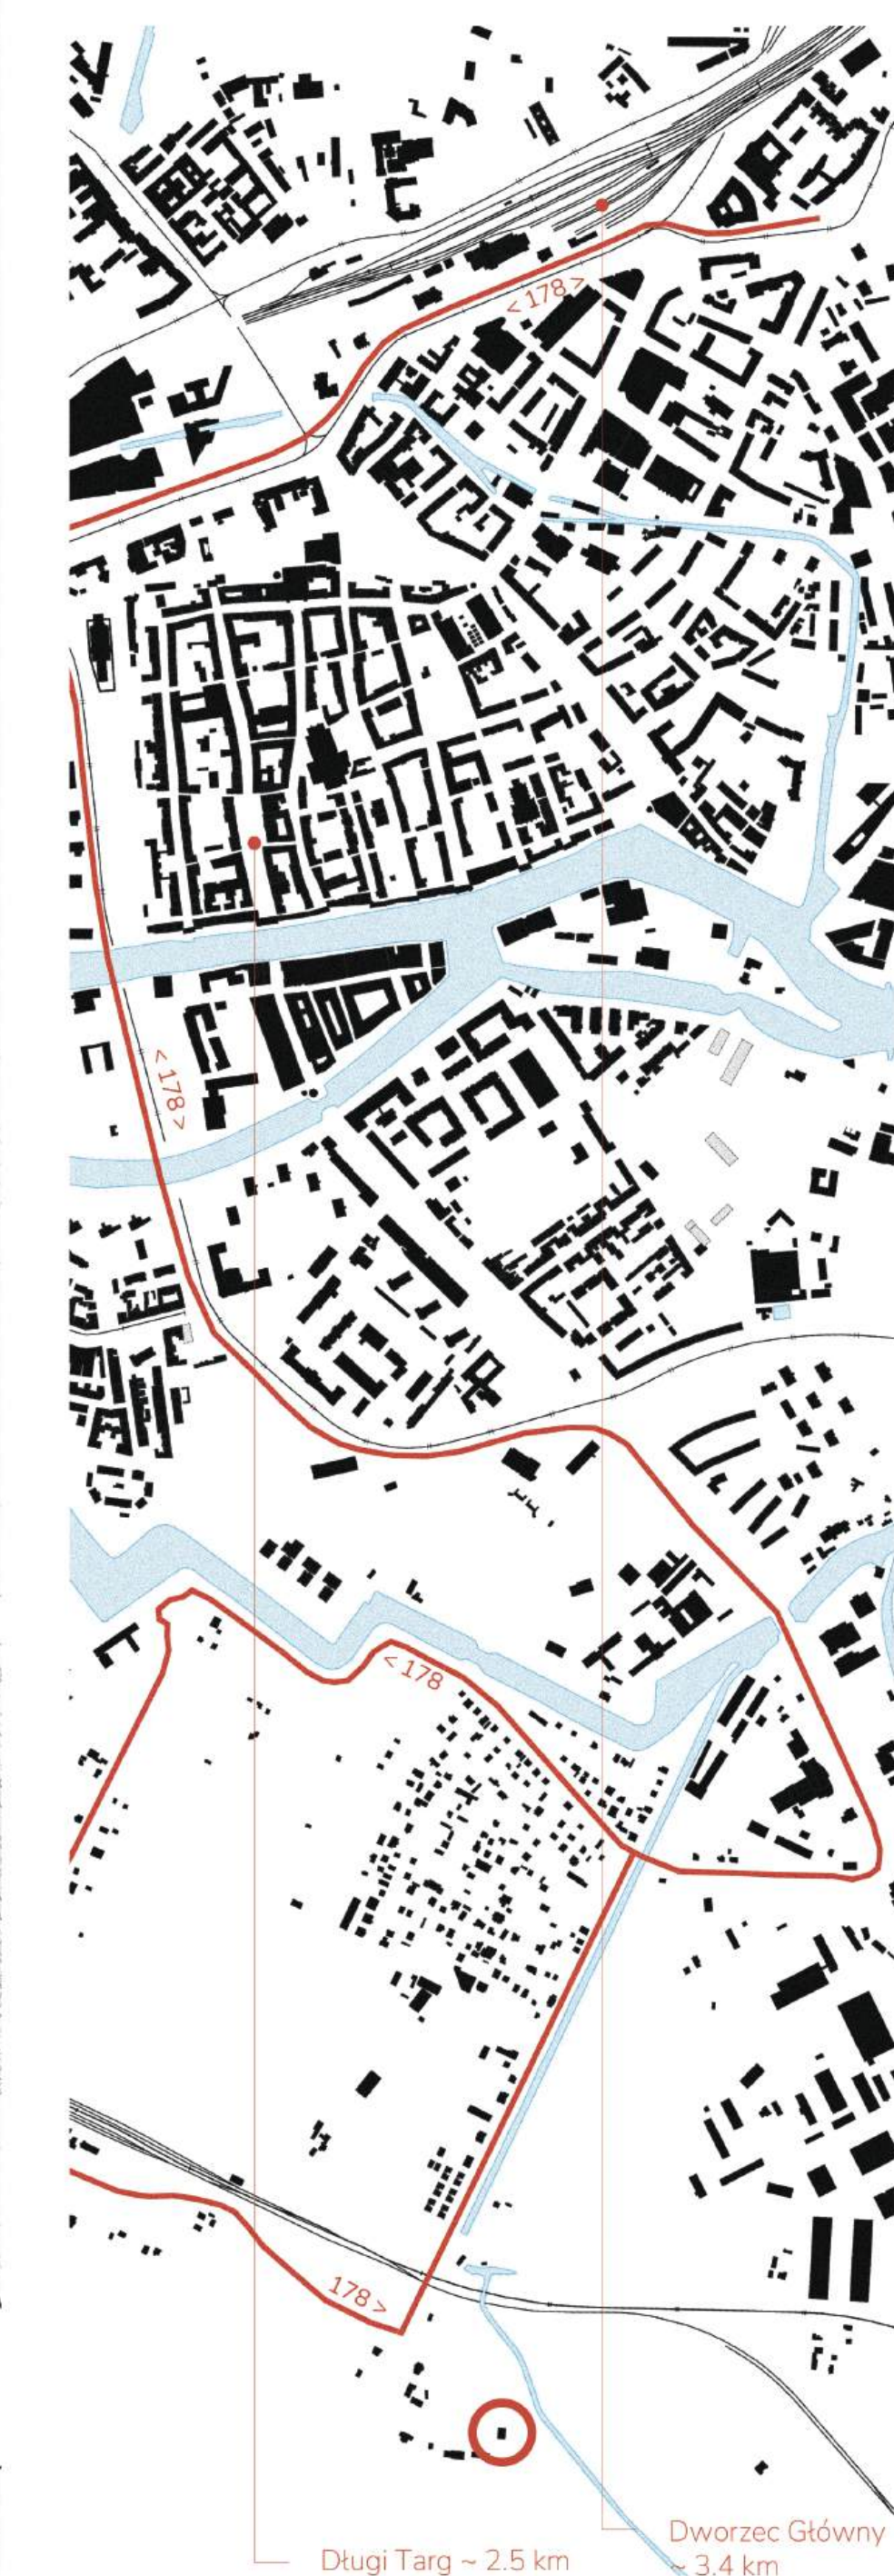 < 178 >
< 178 >
< 178
178 >
Dworzec Główny
~ 3.4 km
Długi Targ ~ 2.5 km